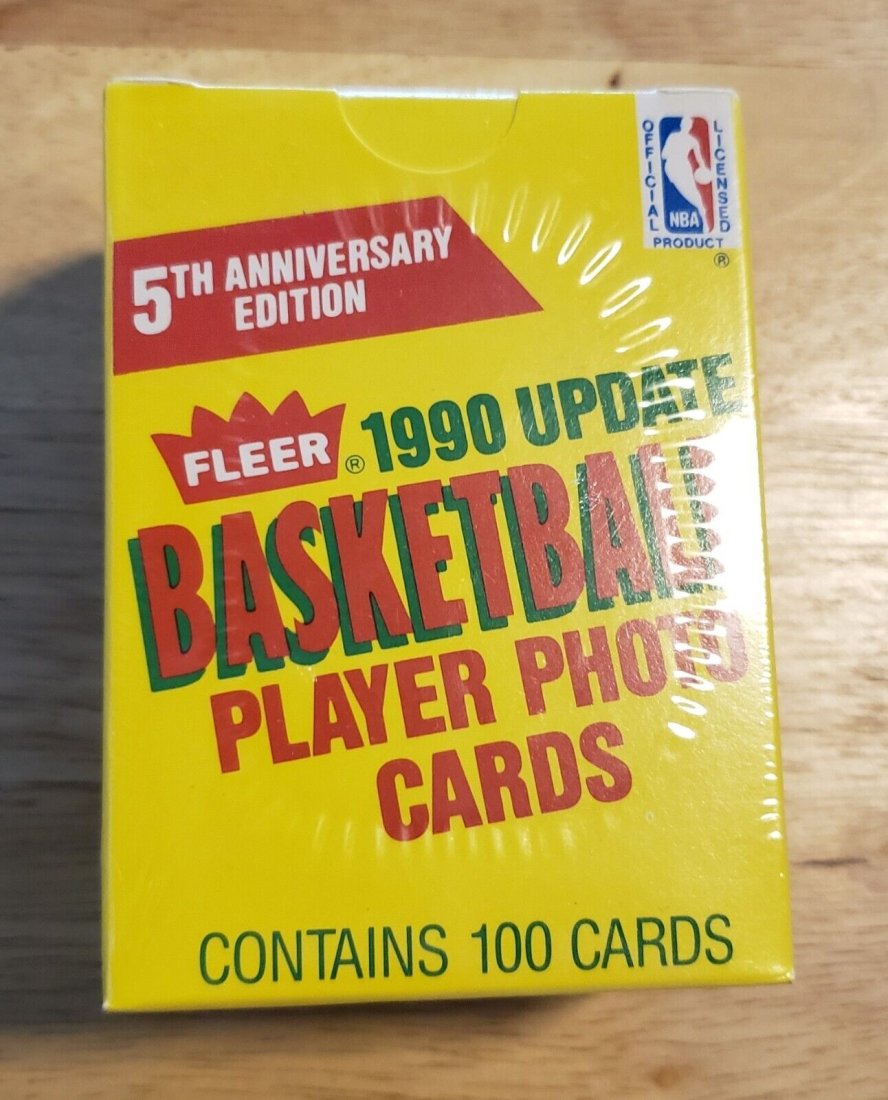 OFFICIAL
LICENSED
NBA
PRODUCT
®
5TH ANNIVERSARY
EDITION
FLEER ® 1990 UPDATE
BASKETBALL
PLAYER PHOTO
CARDS
CONTAINS 100 CARDS